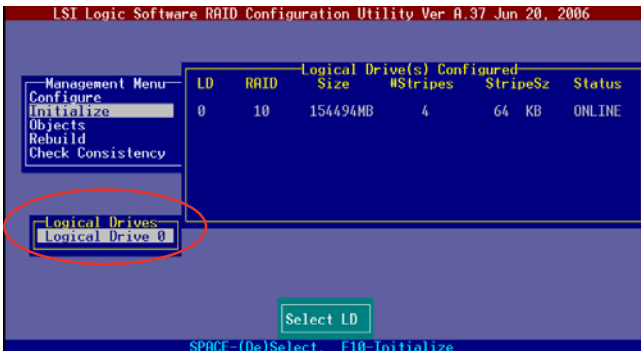 LSI Logic Software RAID Configuration Utility Ver A.37 Jun 20, 2006
Management Menu
Configure
Initialize
Objects
Rebuild
Check Consistency
Logical Drive(s) Configured
LD RAID Size #Stripes StripeSz Status
0 10 154494MB 4 64 KB ONLINE
Logical Drives
Logical Drive 0
Select LD
SPACE-(De)Select, F10-Initialize